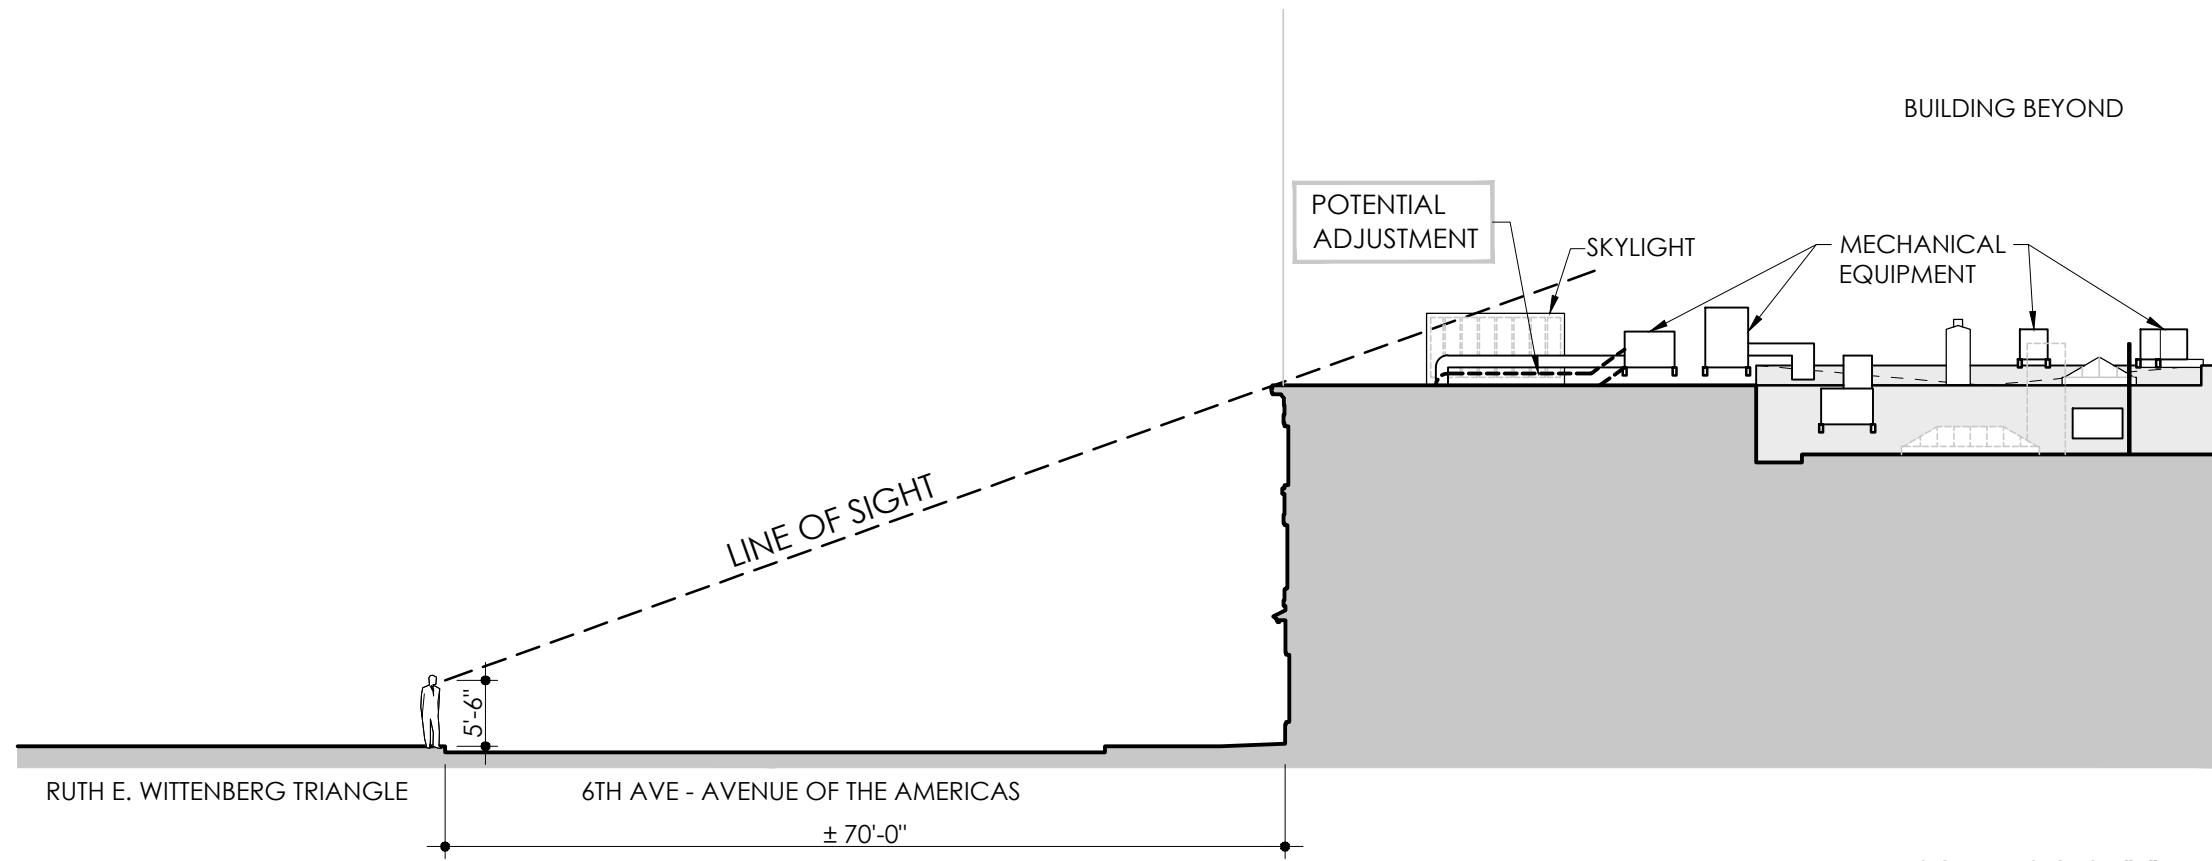 BUILDING BEYOND
POTENTIAL
ADJUSTMENT
SKYLIGHT
MECHANICAL
EQUIPMENT
LINE OF SIGHT
5'-6"
RUTH E. WITTENBERG TRIANGLE
6TH AVE - AVENUE OF THE AMERICAS
± 70'-0"